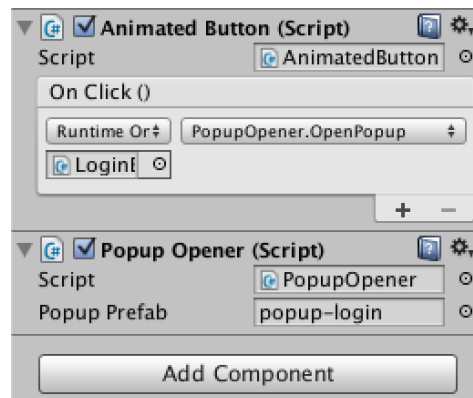 Animated Button (Script)
Script AnimatedButton
On Click ()
Runtime Or PopupOpener.OpenPopup
LoginE
+ −
Popup Opener (Script)
Script PopupOpener
Popup Prefab popup-login
Add Component